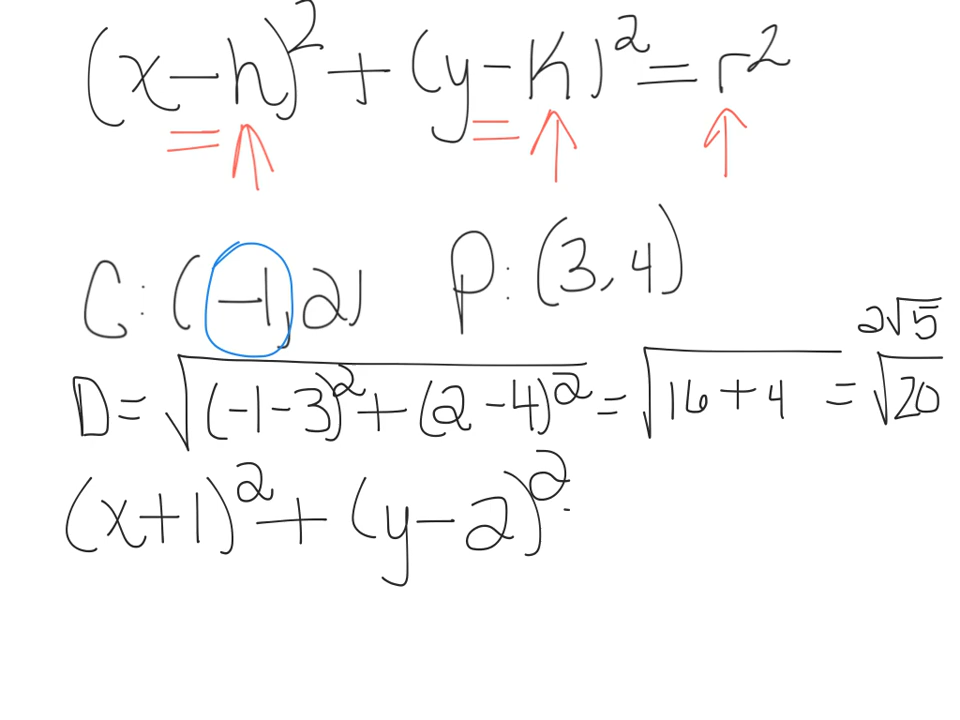 (x-h)² + (y-k)² = r²
C: (-1, 2) P: (3, 4)
2√5
D = √((-1-3)² + (2-4)²) = √(16+4) = √20
(x+1)² + (y-2)²